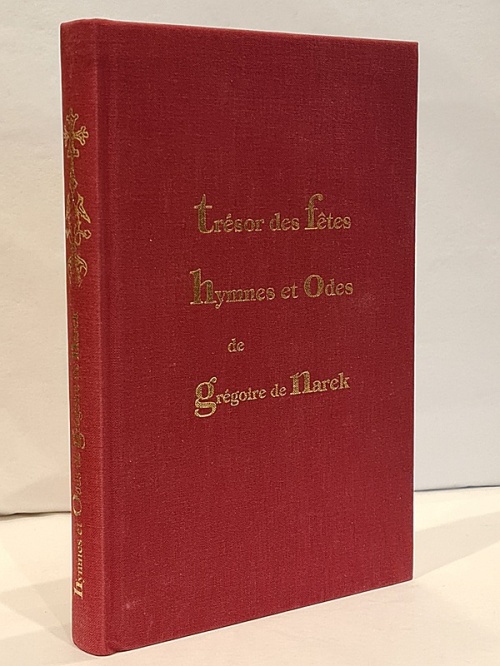 trésor des fêtes
hymnes et odes
de
grégoire de narek
hymnes et Odes de grégoire de narek